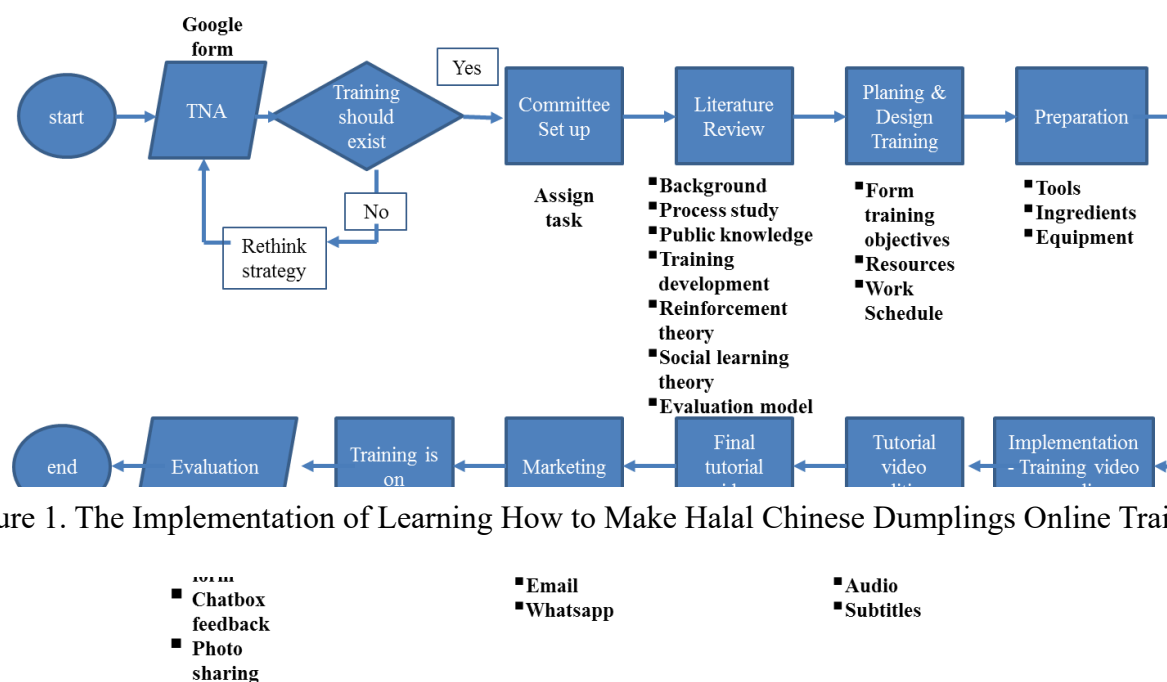 Google
form
start
TNA
Training
should
exist
Yes
No
Rethink
strategy
Committee
Set up
Assign
task
Literature
Review
▪Background
▪Process study
▪Public knowledge
▪Training
development
▪Reinforcement
theory
▪Social learning
theory
▪Evaluation model
Planing &
Design
Training
▪Form
training
objectives
▪Resources
▪Work
Schedule
Preparation
▪Tools
▪Ingredients
▪Equipment
end
Evaluation
Training is
on
Marketing
Final
tutorial
Tutorial
video
Implementation
- Training video
ure 1. The Implementation of Learning How to Make Halal Chinese Dumplings Online Trai
form
▪ Chatbox
feedback
▪ Photo
sharing
▪Email
▪Whatsapp
▪Audio
▪Subtitles